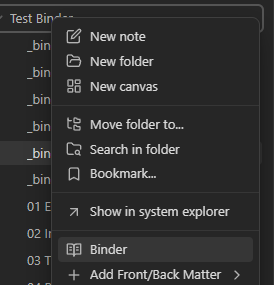 Test Binder
New note
_bin
New folder
_bin
New canvas
_bin
_bin
Move folder to...
_bin
Search in folder
_bin
Bookmark...
01 E
Show in system explorer
02 In
Binder
03 T
Add Front/Back Matter